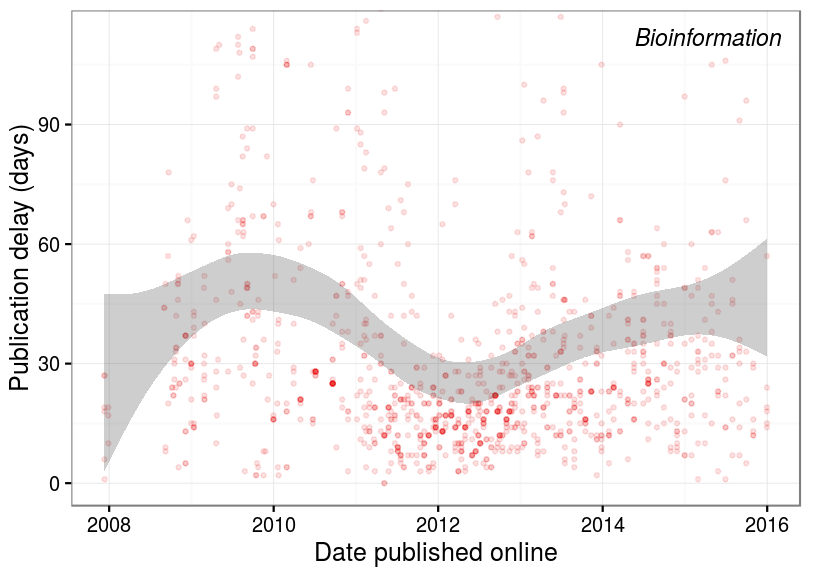 Bioinformation
Publication delay (days)
90
60
30
0
2008 2010 2012 2014 2016
Date published online